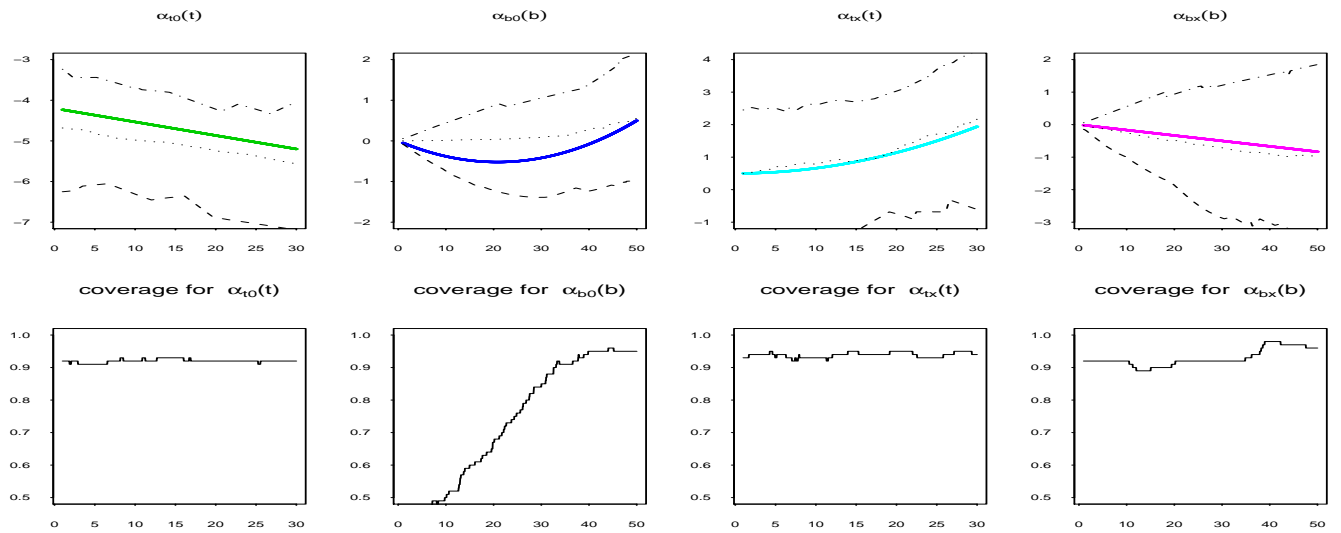 αt0(t) αb0(b) αtx(t) αbx(b)
−3 −4 −5 −6 −7
0 5 10 15 20 25 30
2 1 0 −1 −2
0 10 20 30 40 50
4 3 2 1 0 −1
0 5 10 15 20 25 30
2 1 0 −1 −2 −3
0 10 20 30 40 50
coverage for αt0(t)
coverage for αb0(b)
coverage for αtx(t)
coverage for αbx(b)
1.0 0.9 0.8 0.7 0.6 0.5
0 5 10 15 20 25 30
1.0 0.9 0.8 0.7 0.6 0.5
0 10 20 30 40 50
1.0 0.9 0.8 0.7 0.6 0.5
0 5 10 15 20 25 30
1.0 0.9 0.8 0.7 0.6 0.5
0 10 20 30 40 50